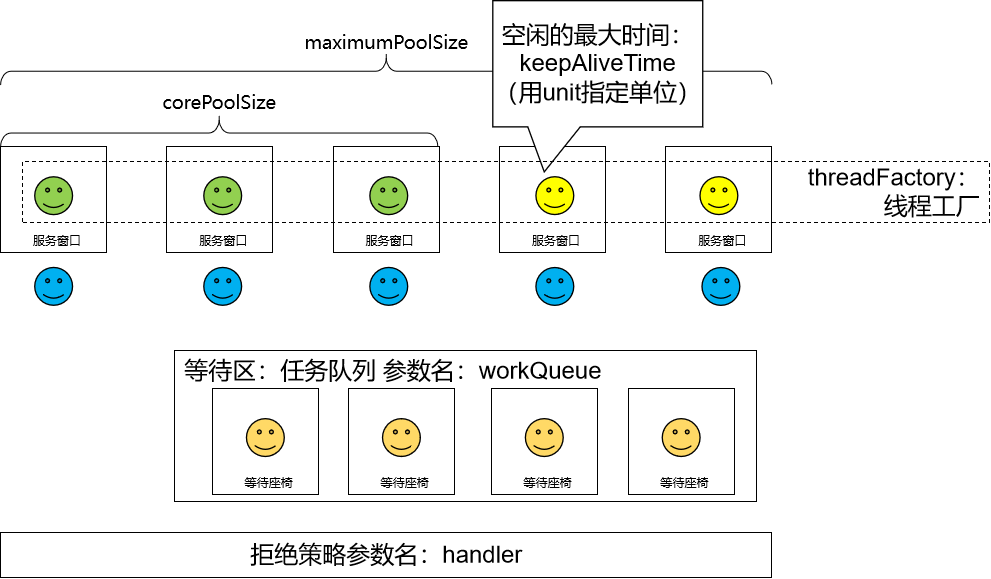 maximumPoolSize
空闲的最大时间：
keepAliveTime
（用unit指定单位）
corePoolSize
threadFactory：
线程工厂
服务窗口
服务窗口
服务窗口
服务窗口
服务窗口
等待区：任务队列 参数名：workQueue
等待座椅
等待座椅
等待座椅
等待座椅
拒绝策略参数名：handler